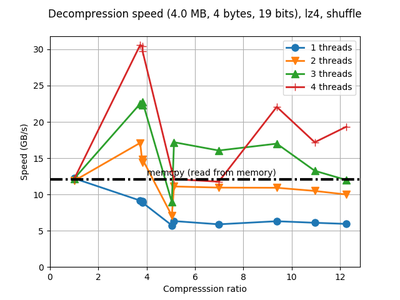 Decompression speed (4.0 MB, 4 bytes, 19 bits), lz4, shuffle
30
25
20
15
10
5
0
Speed (GB/s)
1 threads
2 threads
3 threads
4 threads
memcpy (read from memory)
0 2 4 6 8 10 12
Compresssion ratio